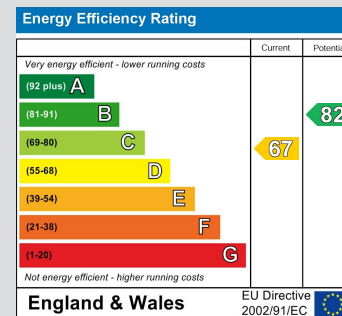 Energy Efficiency Rating
Current
Very energy efficient - lower running costs
(92 plus) A
(81-91) B
82
(69-80) C
67
(55-68) D
(39-54) E
(21-38) F
(1-20) G
Not energy efficient - higher running costs
England & Wales
EU Directive
2002/91/EC